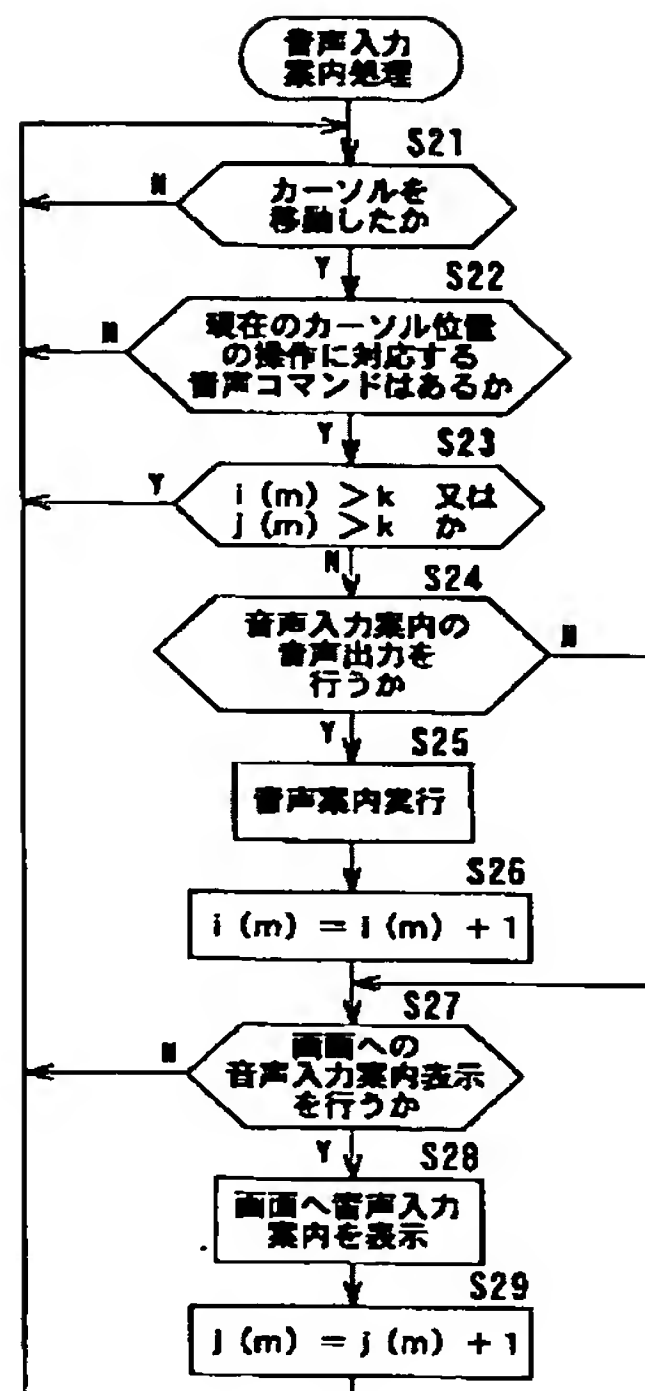 音声入力
案内処理
S21
N
カーソルを
移動したか
Y
S22
N
現在のカーソル位置
の操作に対応する
音声コマンドはあるか
Y
S23
Y
i (m) >k 又は
j (m) >k か
N
S24
音声入力案内の
音声出力を
行うか
N
Y
S25
音声案内実行
S26
i (m) = i (m) + 1
S27
N
画面への
音声入力案内表示
を行うか
Y
S28
画面へ音声入力
案内を表示
S29
j (m) = j (m) + 1